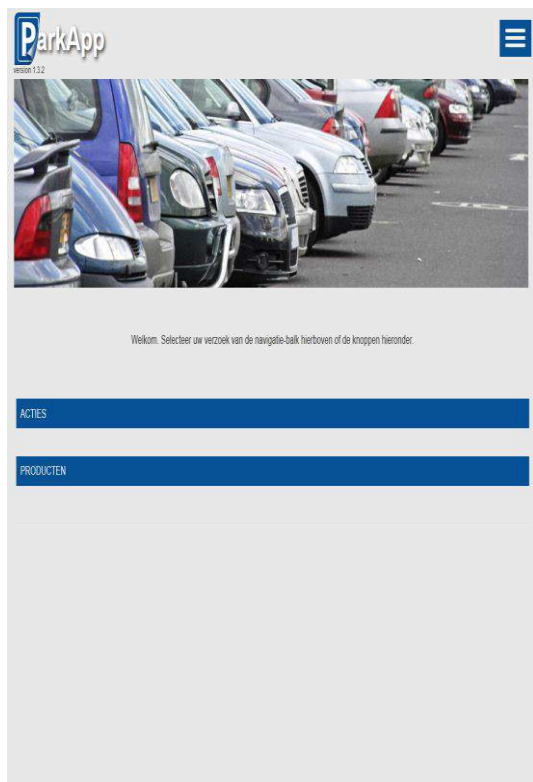 ParkApp
version 1.3.2
Welkom. Selecteer uw verzoek van de navigatie-balk hierboven of de knoppen hieronder.
ACTIES
PRODUCTEN